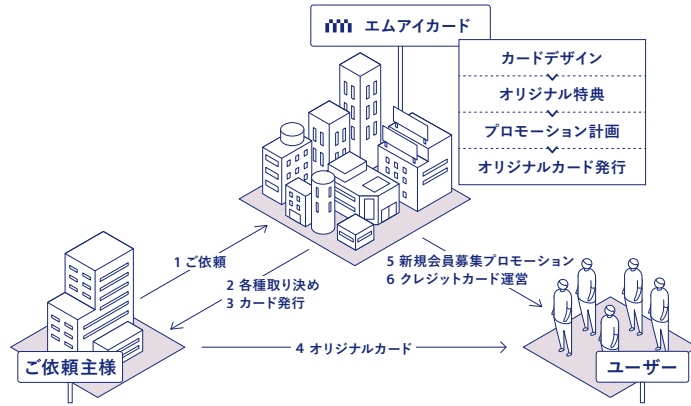 エムアイカード
カードデザイン
オリジナル特典
プロモーション計画
オリジナルカード発行
1 ご依頼
2 各種取り決め
3 カード発行
5 新規会員募集プロモーション
6 クレジットカード運営
4 オリジナルカード
ご依頼主様
ユーザー